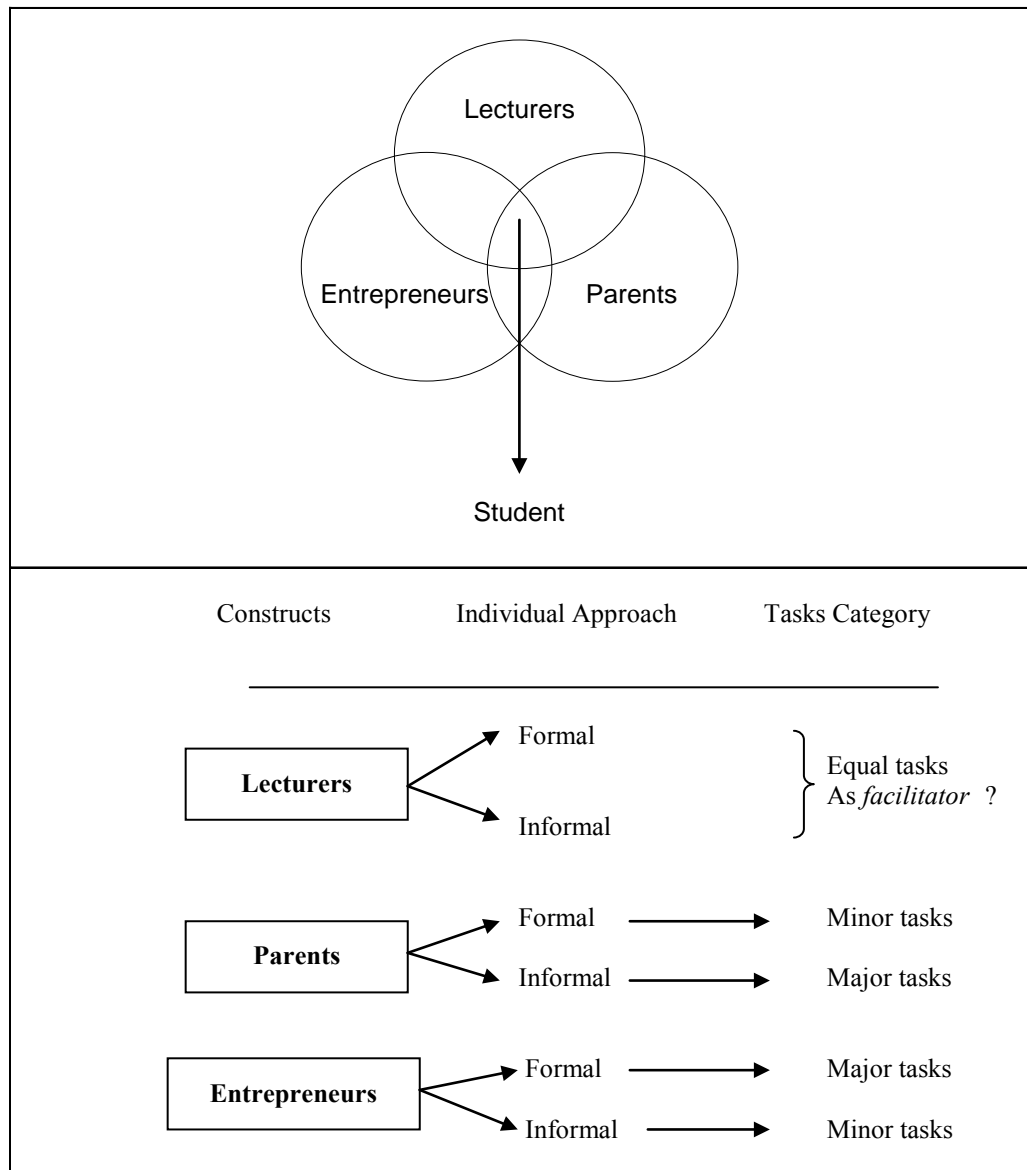 Lecturers
Entrepreneurs Parents
Student
Constructs Individual Approach Tasks Category
Formal
Lecturers
Equal tasks
As facilitator ?
Informal
Formal Minor tasks
Parents
Informal Major tasks
Formal Major tasks
Entrepreneurs
Informal Minor tasks